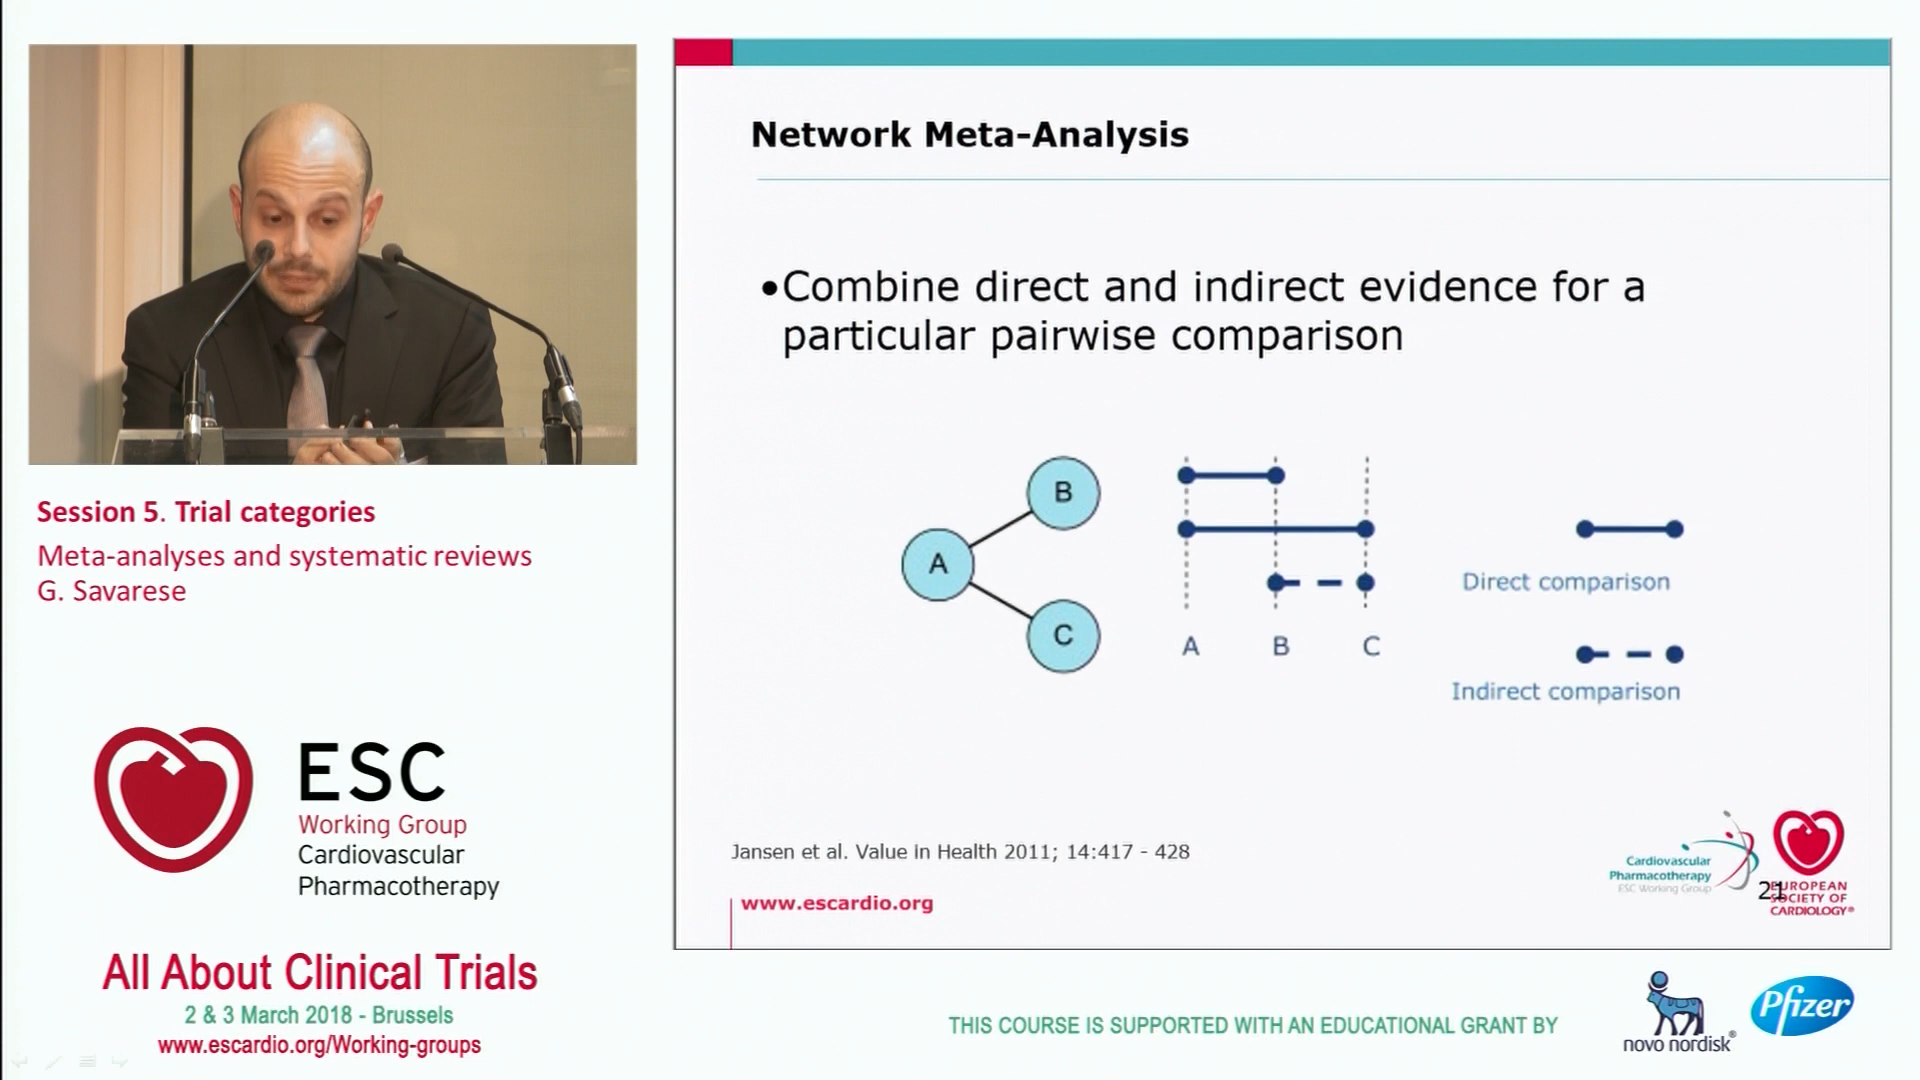 Network Meta-Analysis
•Combine direct and indirect evidence for a
particular pairwise comparison
B
A
C
A B C
Direct comparison
Indirect comparison
Jansen et al. Value in Health 2011; 14:417 - 428
www.escardio.org
Cardiovascular
Pharmacotherapy
ESC Working Group
21
EUROPEAN
SOCIETY OF
CARDIOLOGY®
Session 5. Trial categories
Meta-analyses and systematic reviews
G. Savarese
ESC
Working Group
Cardiovascular
Pharmacotherapy
All About Clinical Trials
2 & 3 March 2018 - Brussels
www.escardio.org/Working-groups
THIS COURSE IS SUPPORTED WITH AN EDUCATIONAL GRANT BY
novo nordisk®
Pfizer